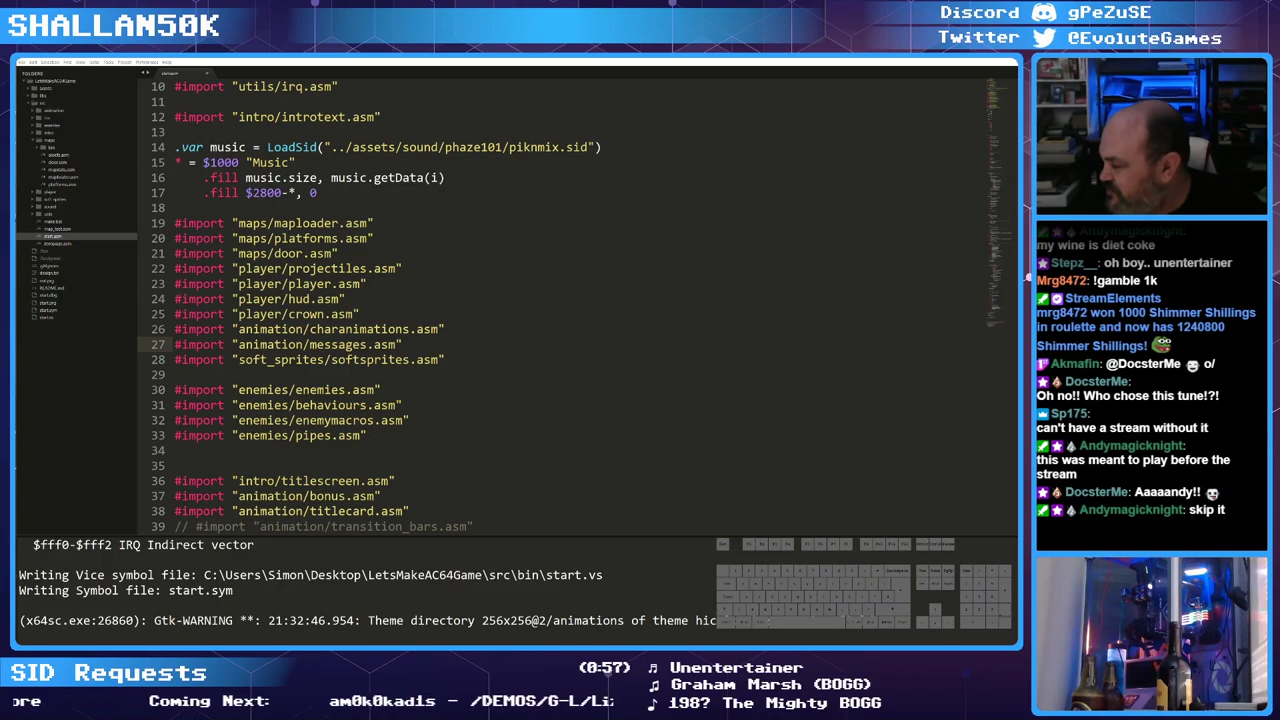 SHALLAN50K
Discord gPeZuSE
Twitter @EvoluteGames
FOLDERS
10 #import "utils/irq.asm"
11
12 #import "intro/introtext.asm"
13
14 .var music = LoadSid("../assets/sound/phaze101/piknmix.sid")
15 * = $1000 "Music"
16 .fill music.size, music.getData(i)
17 .fill $2800-*, 0
18
19 #import "maps/maploader.asm"
20 #import "maps/platforms.asm"
21 #import "maps/door.asm"
22 #import "player/projectiles.asm"
23 #import "player/player.asm"
24 #import "player/hud.asm"
25 #import "player/crown.asm"
26 #import "animation/charanimations.asm"
27 #import "animation/messages.asm"
28 #import "soft_sprites/softsprites.asm"
29
30 #import "enemies/enemies.asm"
31 #import "enemies/behaviours.asm"
32 #import "enemies/enemymacros.asm"
33 #import "enemies/pipes.asm"
34
35
36 #import "intro/titlescreen.asm"
37 #import "animation/bonus.asm"
38 #import "animation/titlecard.asm"
39 // #import "animation/transition_bars.asm"
$fff0-$fff2 IRQ Indirect vector
Writing Vice symbol file: C:\Users\Simon\Desktop\LetsMakeAC64Game\src\bin\start.vs
Writing Symbol file: start.sym
(x64sc.exe:26860): Gtk-WARNING **: 21:32:46.954: Theme directory 256x256@2/animations of theme hic
Andymagicknight:
my wine is diet coke
Stepz__: oh boy.. unentertainer
Mrg8472: !gamble 1k
StreamElements
mrg8472 won 1000 Shimmer Shillings
in roulette and now has 1240800
Shimmer Shillings!
Akmafin: @DocsterMe o/
DocsterMe:
Oh no!! Who chose this tune!?!
Sp175:
can't have a stream without it
Andymagicknight:
this was meant to play before the
stream
DocsterMe: Aaaandy!!
Andymagicknight: skip it
SID Requests
(0:57) Unentertainer
Graham Marsh (BOGG)
198? The Mighty BOGG
ore Coming Next: am0k0kadis - /DEMOS/G-L/Li